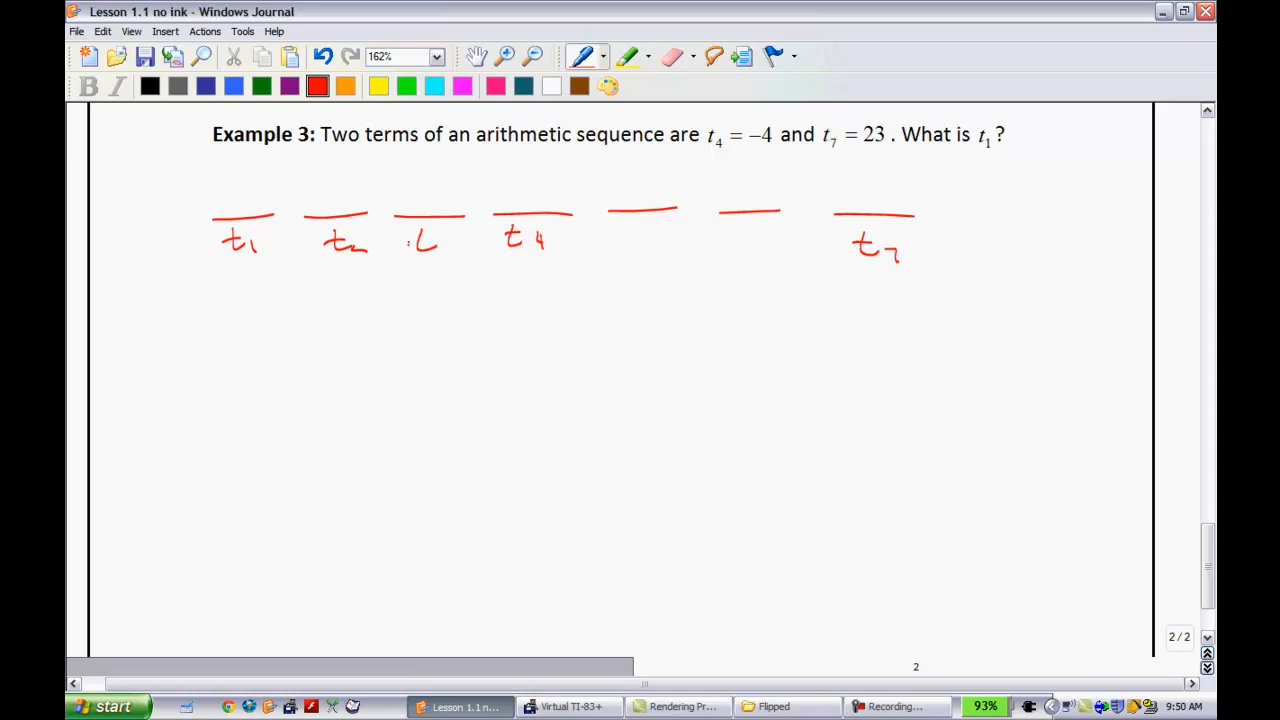 Lesson 1.1 no ink - Windows Journal
File Edit View Insert Actions Tools Help
162%
B I
Example 3: Two terms of an arithmetic sequence are t₄ = −4 and t₇ = 23 . What is t₁?
t₁ t₂ t t₄ t₇
2/2
2
start Lesson 1.1 n... Virtual TI-83+ Rendering Pr... Flipped Recording... 93% 9:50 AM